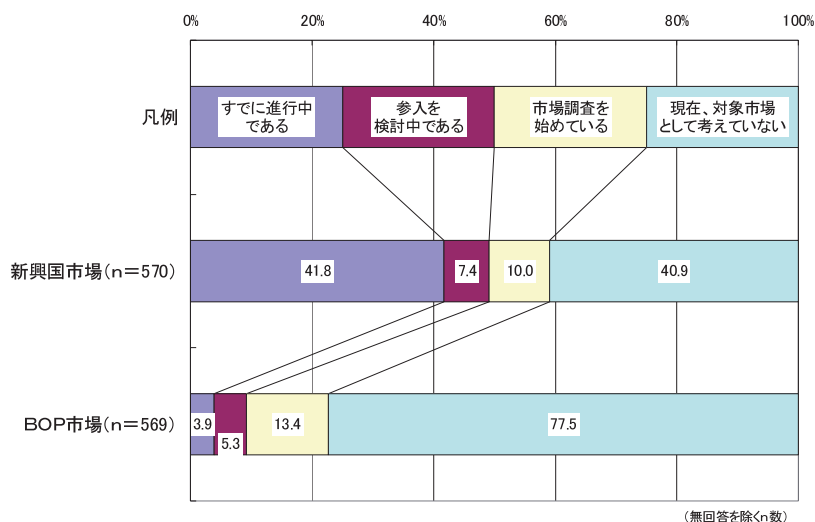 0%
20%
40%
60%
80%
100%
凡例
すでに進行中
である
参入を
検討中である
市場調査を
始めている
現在、対象市場
として考えていない
新興国市場(n=570)
41.8
7.4
10.0
40.9
BOP市場(n=569)
3.9
5.3
13.4
77.5
(無回答を除くn数)